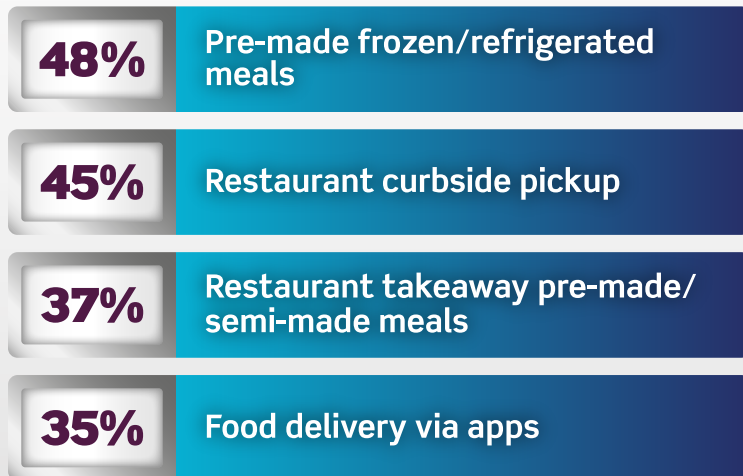 48%
Pre-made frozen/refrigerated
meals
45%
Restaurant curbside pickup
37%
Restaurant takeaway pre-made/
semi-made meals
35%
Food delivery via apps